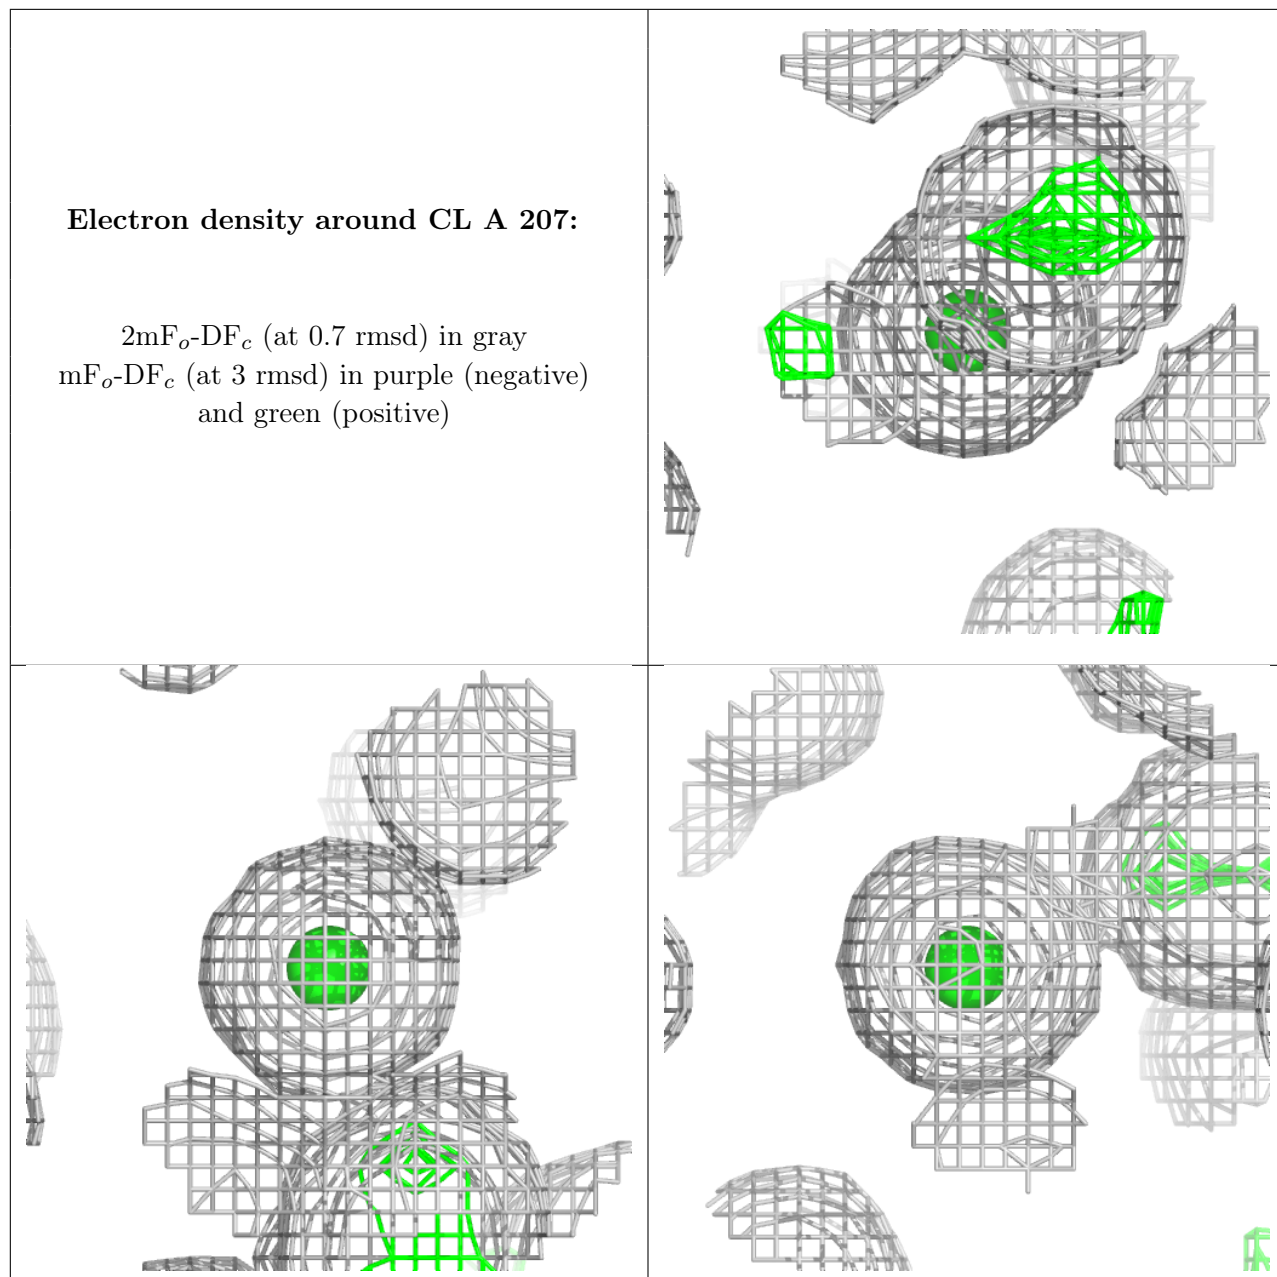 Electron density around CL A 207:
2mFo-DFc (at 0.7 rmsd) in gray
mFo-DFc (at 3 rmsd) in purple (negative)
and green (positive)